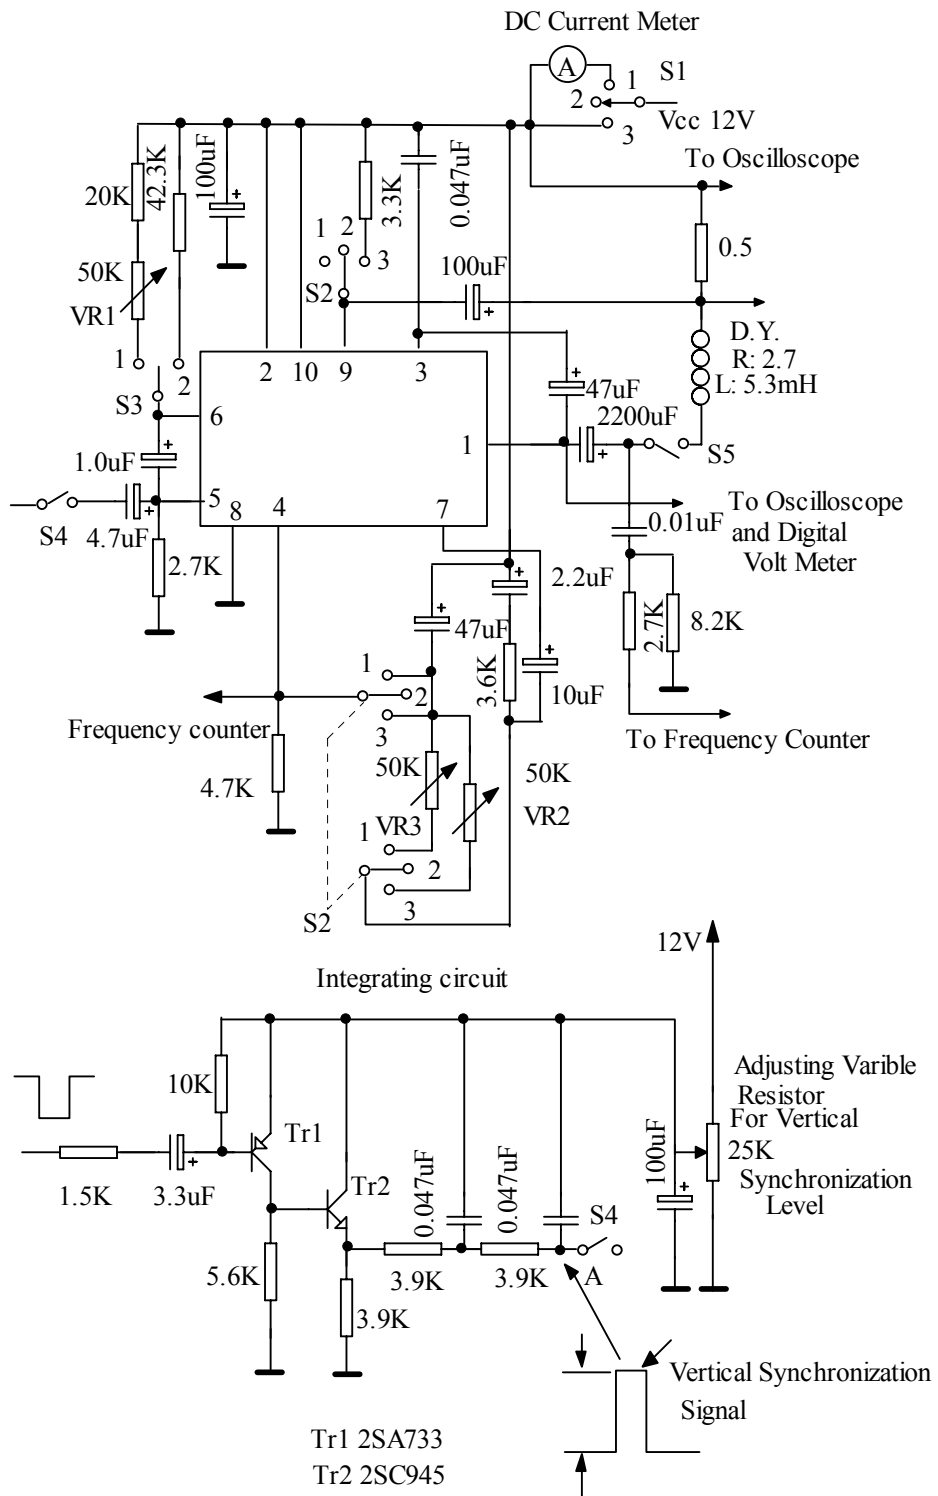 DC Current Meter
A
S1
1
2
3
Vcc 12V
To Oscilloscope
20K
42.3K
100uF
+
3.3K
0.047uF
0.5
50K
VR1
1
2
3
S2
100uF
+
D.Y.
R: 2.7
L: 5.3mH
1
2
S3
2
10
9
3
6
1
5
8
4
7
+
47uF
2200uF
+
S5
+
1.0uF
S4
4.7uF
+
2.7K
To Oscilloscope
and Digital
Volt Meter
0.01uF
+
47uF
+
2.2uF
3.6K
+
10uF
2.7K
8.2K
1
2
3
Frequency counter
4.7K
To Frequency Counter
50K
VR3
50K
VR2
1
2
3
S2
12V
Integrating circuit
10K
Tr1
1.5K
3.3uF
+
Tr2
0.047uF
0.047uF
S4
100uF
+
Adjusting Varible
Resistor
For Vertical
25K
Synchronization
Level
5.6K
3.9K
3.9K
3.9K
A
Vertical Synchronization
Signal
Tr1 2SA733
Tr2 2SC945